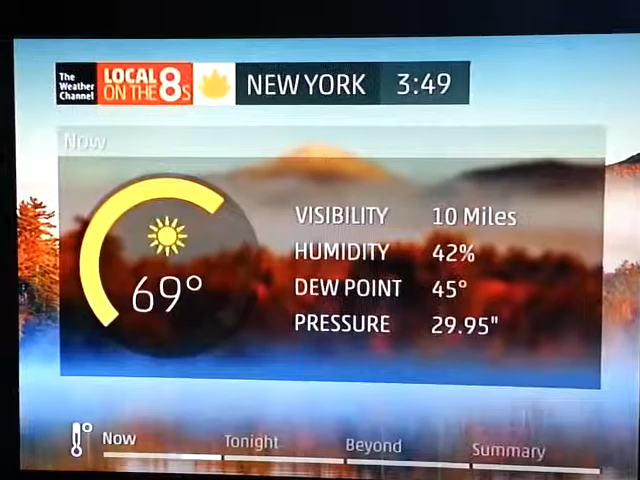 The Weather Channel
LOCAL ON THE 8s
NEW YORK 3:49
Now
69°
VISIBILITY 10 Miles
HUMIDITY 42%
DEW POINT 45°
PRESSURE 29.95"
Now Tonight Beyond Summary